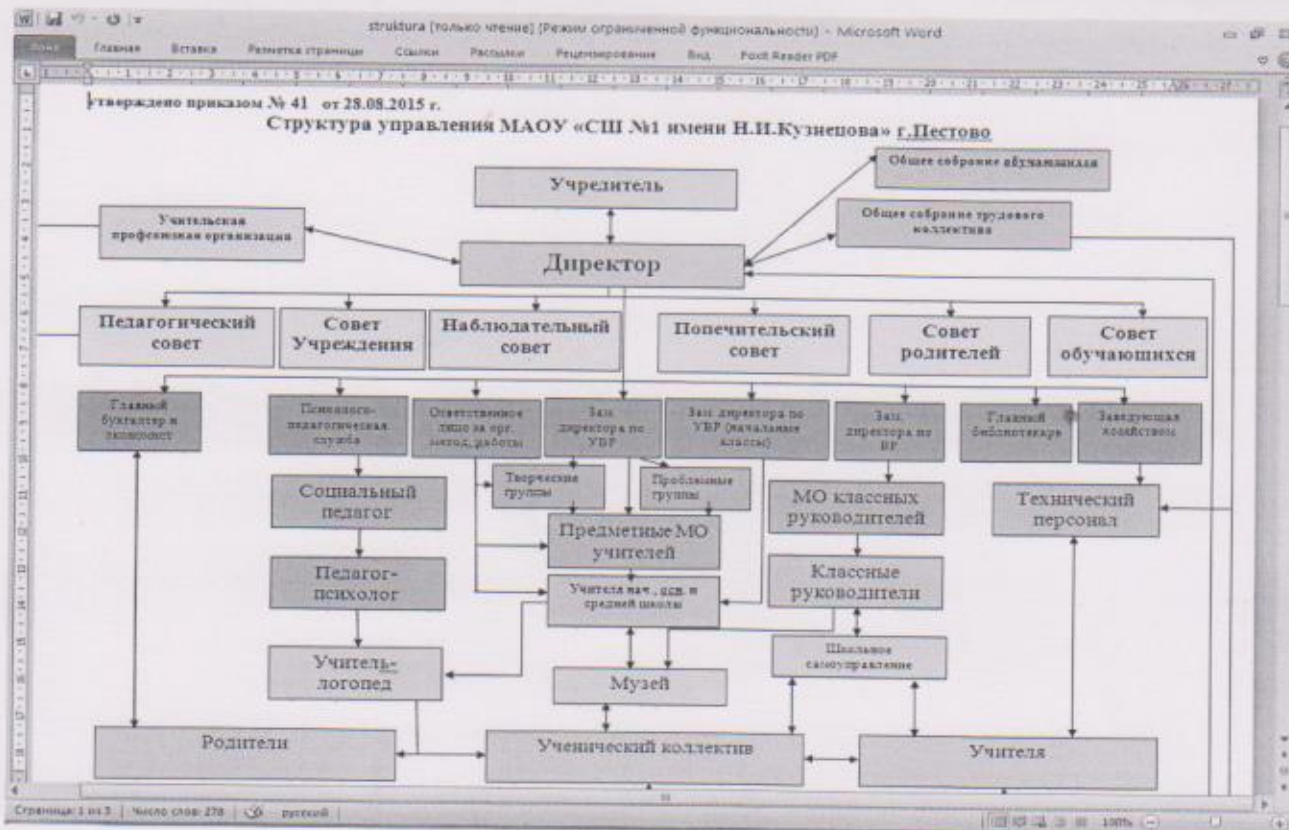 struktura [только чтение] (Режим ограниченной функциональности) - Microsoft Word
Главная Вставка Разметка страницы Ссылки Рассылки Рецензирование Вид Foxit Reader PDF
утверждено приказом № 41 от 28.08.2015 г.
Структура управления МАОУ «СШ №1 имени Н.И.Кузнецова» г.Пестово
Общее собрание обучающихся
Учредитель
Учительская
профсоюзная организация
Общее собрание трудового
коллектива
Директор
Педагогический
совет
Совет
Учреждения
Наблюдательный
совет
Попечительский
совет
Совет
родителей
Совет
обучающихся
Главный
бухгалтер и
экономист
Психолого-
педагогическая
служба
Ответственное
лицо за орг.
метод. работы
Зам.
директора по
УВР
Зам. директора по
УВР (начальные
классы)
Зам.
директора по
ВР
Главный
библиотекарь
Заведующая
хозяйством
Творческие
группы
Проблемные
группы
Социальный
педагог
МО классных
руководителей
Технический
персонал
Предметные МО
учителей
Педагог-
психолог
Учителя нач., осн. и
средней школы
Классные
руководители
Учитель-
логопед
Школьное
самоуправление
Музей
Родители
Ученический коллектив
Учителя
Страница: 1 из 3 Число слов: 278 русский 100%